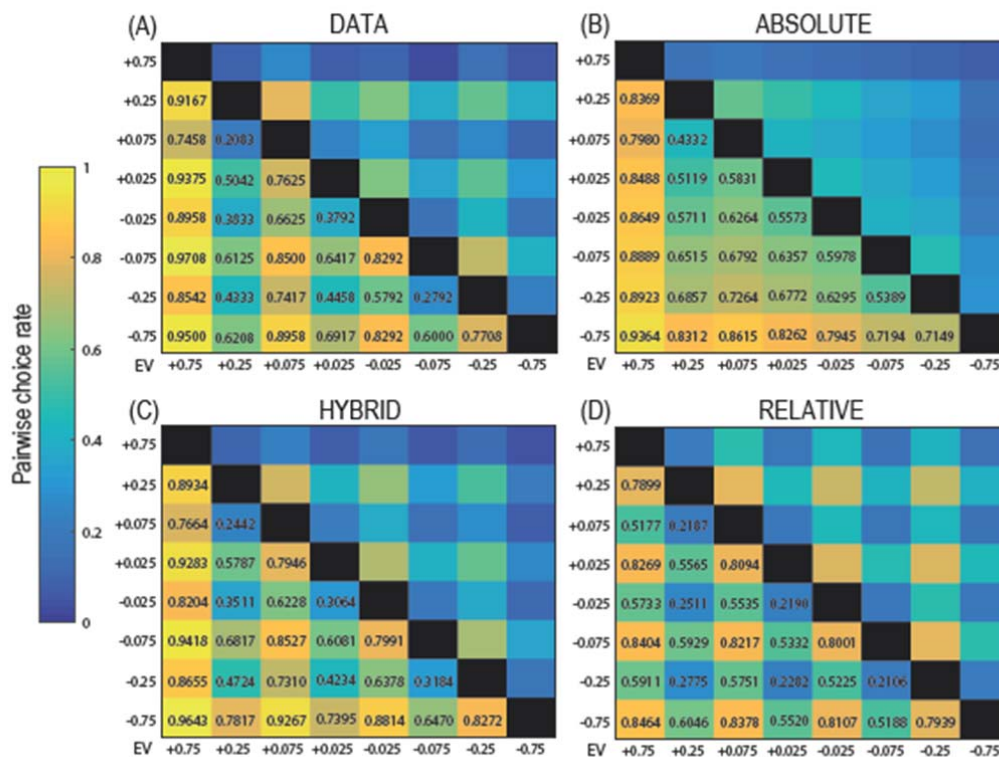 (A) DATA
+0.75
+0.25 0.9167
+0.075 0.7458 0.2083
+0.025 0.9375 0.5042 0.7625
-0.025 0.8958 0.3833 0.6625 0.3792
-0.075 0.9708 0.6125 0.8500 0.6417 0.8292
-0.25 0.8542 0.4333 0.7417 0.4458 0.5792 0.2792
-0.75 0.9500 0.6208 0.8958 0.6917 0.8292 0.6000 0.7708
EV +0.75 +0.25 +0.075 +0.025 -0.025 -0.075 -0.25 -0.75
(B) ABSOLUTE
+0.75
+0.25 0.8369
+0.075 0.7980 0.4332
+0.025 0.8488 0.5119 0.5831
-0.025 0.8649 0.5711 0.6264 0.5573
-0.075 0.8889 0.6515 0.6792 0.6357 0.5978
-0.25 0.8923 0.6857 0.7264 0.6772 0.6295 0.5389
-0.75 0.9364 0.8312 0.8615 0.8262 0.7945 0.7194 0.7149
EV +0.75 +0.25 +0.075 +0.025 -0.025 -0.075 -0.25 -0.75
Pairwise choice rate
1
0.8
0.6
0.4
0.2
0
(C) HYBRID
+0.75
+0.25 0.8934
+0.075 0.7664 0.2442
+0.025 0.9283 0.5787 0.7946
-0.025 0.8204 0.3511 0.6228 0.3064
-0.075 0.9418 0.6817 0.8527 0.6081 0.7991
-0.25 0.8655 0.4724 0.7310 0.4234 0.6378 0.3184
-0.75 0.9643 0.7817 0.9267 0.7395 0.8814 0.6470 0.8272
EV +0.75 +0.25 +0.075 +0.025 -0.025 -0.075 -0.25 -0.75
(D) RELATIVE
+0.75
+0.25 0.7899
+0.075 0.5177 0.2187
+0.025 0.8269 0.5565 0.8094
-0.025 0.5733 0.2511 0.5535 0.2190
-0.075 0.8404 0.5929 0.8217 0.5332 0.8001
-0.25 0.5911 0.2775 0.5751 0.2282 0.5225 0.2106
-0.75 0.8464 0.6046 0.8378 0.5520 0.8107 0.5188 0.7939
EV +0.75 +0.25 +0.075 +0.025 -0.025 -0.075 -0.25 -0.75